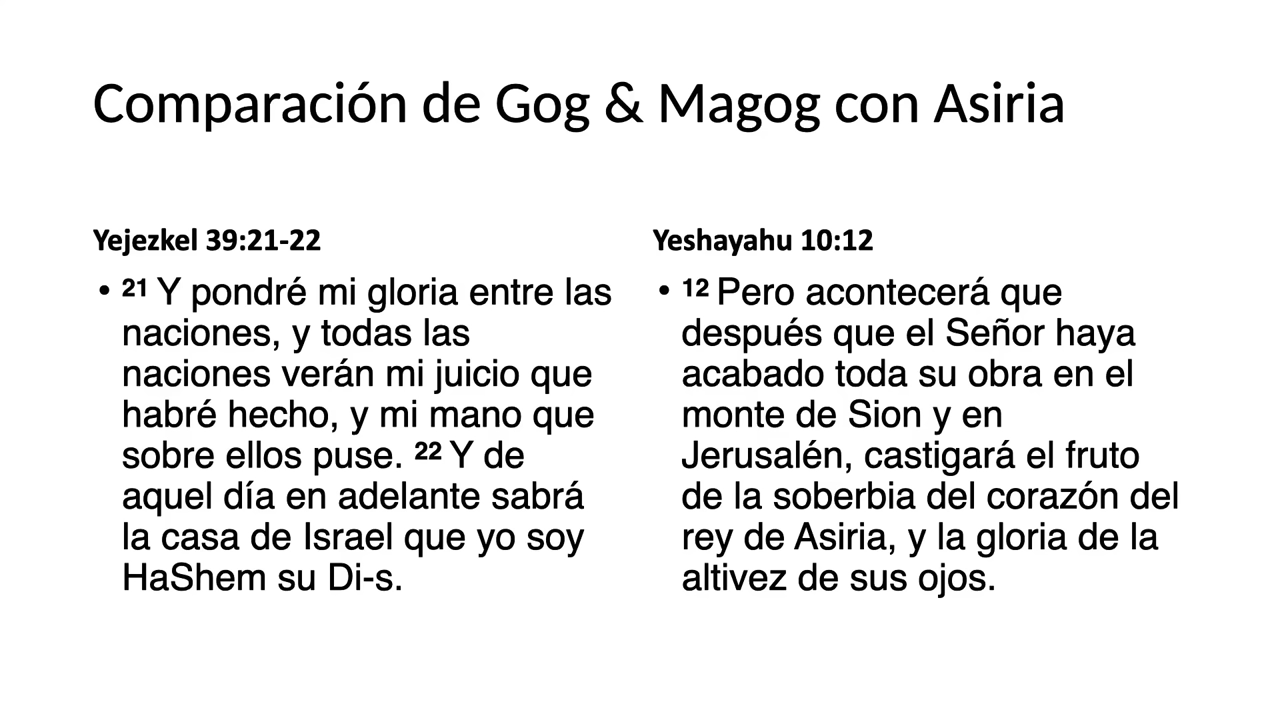 Comparación de Gog & Magog con Asiria
Yejezkel 39:21-22
• 21 Y pondré mi gloria entre las
naciones, y todas las
naciones verán mi juicio que
habré hecho, y mi mano que
sobre ellos puse. 22 Y de
aquel día en adelante sabrá
la casa de Israel que yo soy
HaShem su Di-s.
Yeshayahu 10:12
• 12 Pero acontecerá que
después que el Señor haya
acabado toda su obra en el
monte de Sion y en
Jerusalén, castigará el fruto
de la soberbia del corazón del
rey de Asiria, y la gloria de la
altivez de sus ojos.